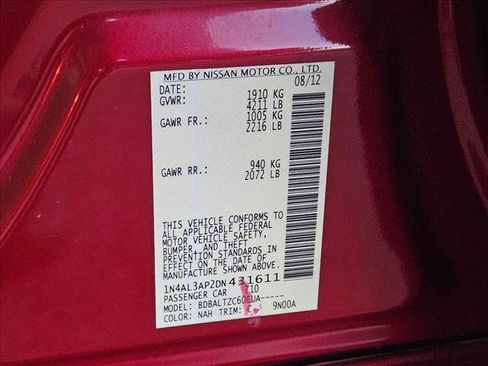 MFD BY NISSAN MOTOR CO., LTD.
DATE: 08/12
GVWR: 1910 KG
4211 LB
GAWR FR.: 1005 KG
2216 LB
GAWR RR.: 940 KG
2072 LB
THIS VEHICLE CONFORMS TO
ALL APPLICABLE FEDERAL
MOTOR VEHICLE SAFETY,
BUMPER, AND THEFT
PREVENTION STANDARDS IN
EFFECT ON THE DATE OF
MANUFACTURE SHOWN ABOVE.
1N4AL3AP2DN431611
PASSENGER CAR
MODEL: BDBALTZC60EUA-----
COLOR: NAH TRIM: 9N00A